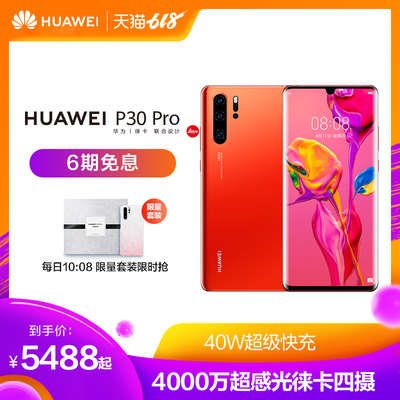 HUAWEI 天猫618
HUAWEI P30 Pro
华为 | 徕卡 联合设计
6期免息
限量
套装
每日10:08 限量套装限时抢
08:08
HUAWEI
到手价:
¥5488起
40W超级快充
4000万超感光徕卡四摄